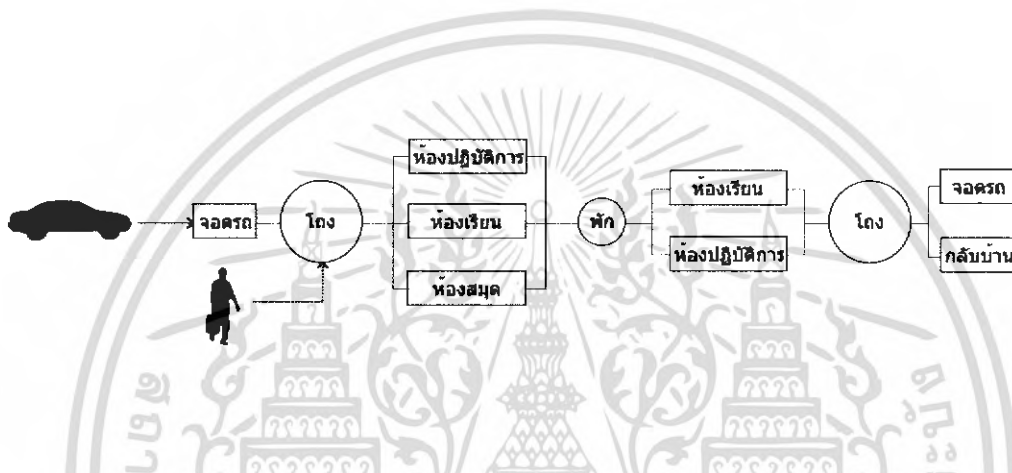 จอดรถ
โถง
ห้องปฏิบัติการ
ห้องเรียน
ห้องสมุด
พัก
ห้องเรียน
ห้องปฏิบัติการ
โถง
จอดรถ
กลับบ้าน